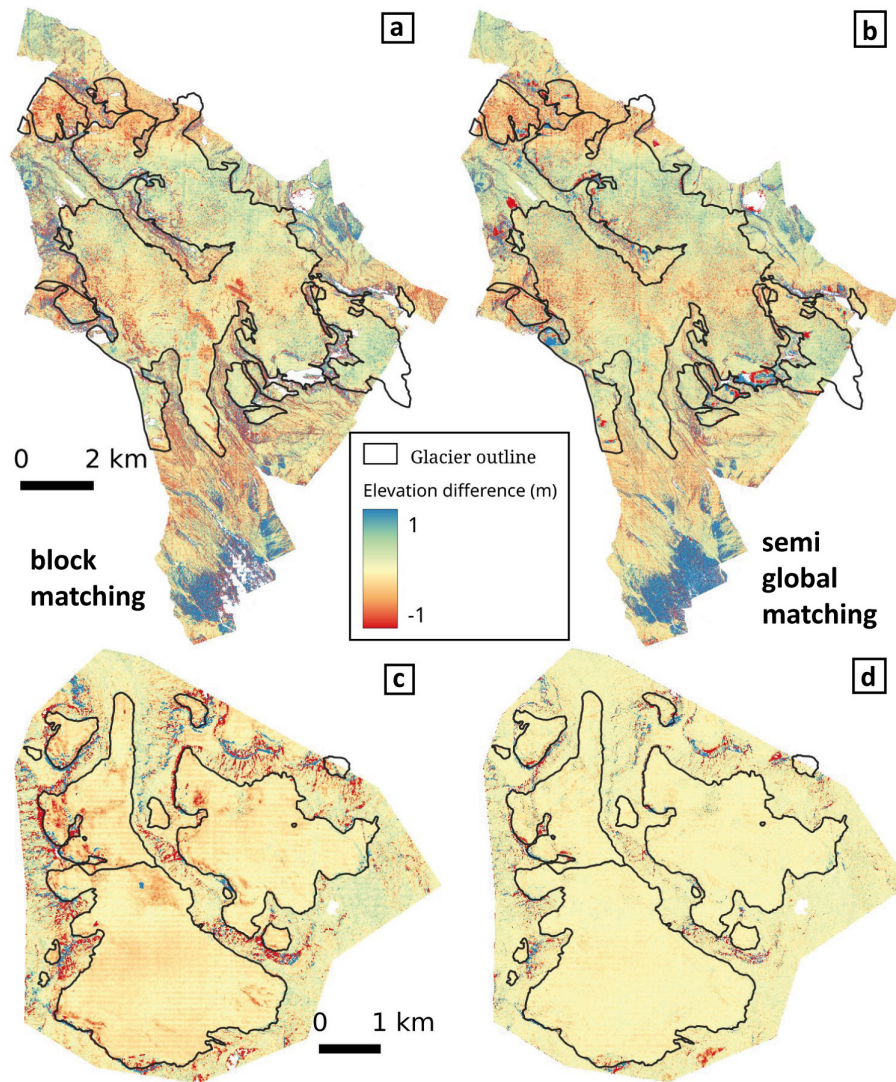 a
b
0 2 km
Glacier outline
Elevation difference (m)
1
-1
block
matching
semi
global
matching
c
d
0 1 km